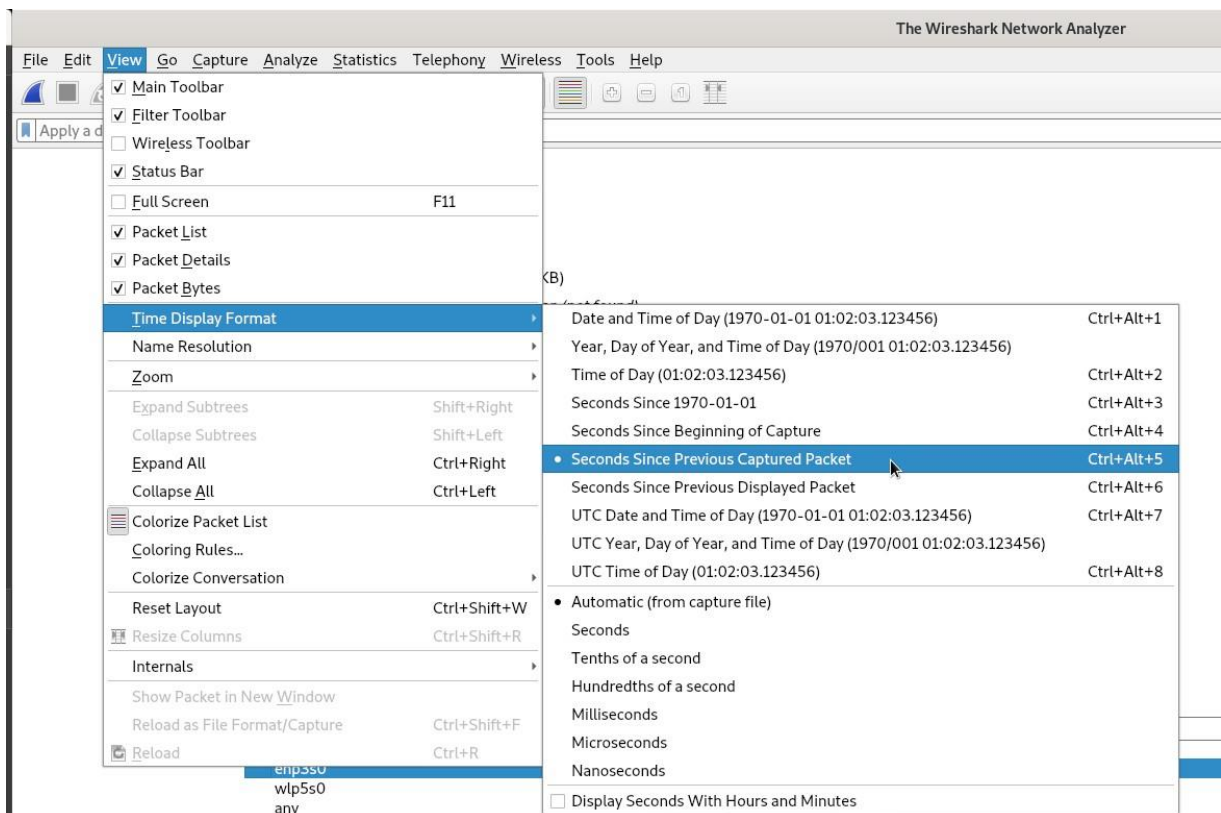 The Wireshark Network Analyzer
File Edit View Go Capture Analyze Statistics Telephony Wireless Tools Help
Main Toolbar
Filter Toolbar
Apply a d
Wireless Toolbar
Status Bar
Full Screen F11
Packet List
Packet Details
KB)
Packet Bytes
(not found)
Time Display Format
Name Resolution
Zoom
Expand Subtrees Shift+Right
Collapse Subtrees Shift+Left
Expand All Ctrl+Right
Collapse All Ctrl+Left
Colorize Packet List
Coloring Rules...
Colorize Conversation
Reset Layout Ctrl+Shift+W
Resize Columns Ctrl+Shift+R
Internals
Show Packet in New Window
Reload as File Format/Capture Ctrl+Shift+F
Reload Ctrl+R
Date and Time of Day (1970-01-01 01:02:03.123456) Ctrl+Alt+1
Year, Day of Year, and Time of Day (1970/001 01:02:03.123456)
Time of Day (01:02:03.123456) Ctrl+Alt+2
Seconds Since 1970-01-01 Ctrl+Alt+3
Seconds Since Beginning of Capture Ctrl+Alt+4
Seconds Since Previous Captured Packet Ctrl+Alt+5
Seconds Since Previous Displayed Packet Ctrl+Alt+6
UTC Date and Time of Day (1970-01-01 01:02:03.123456) Ctrl+Alt+7
UTC Year, Day of Year, and Time of Day (1970/001 01:02:03.123456)
UTC Time of Day (01:02:03.123456) Ctrl+Alt+8
Automatic (from capture file)
Seconds
Tenths of a second
Hundredths of a second
Milliseconds
Microseconds
Nanoseconds
Display Seconds With Hours and Minutes
enp3s0
wlp5s0
any